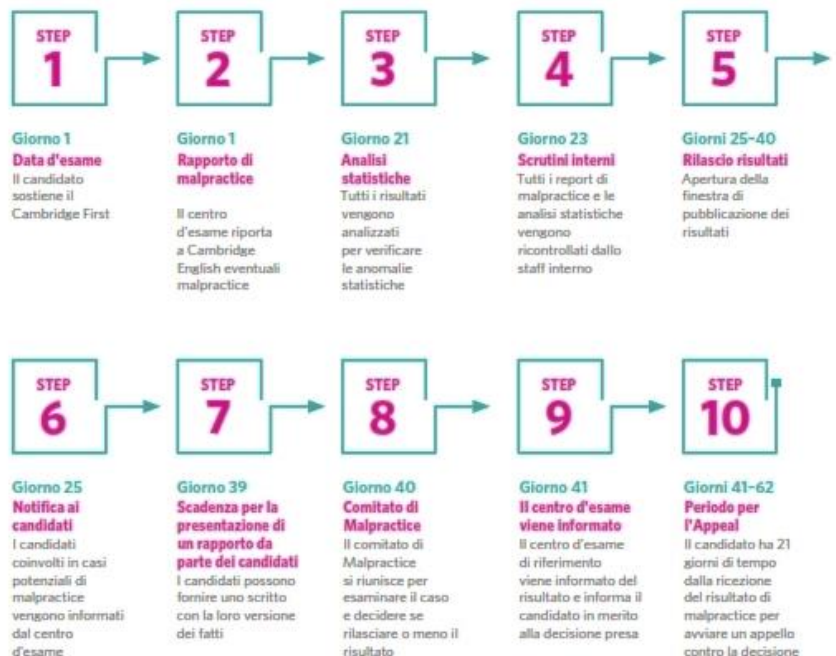 STEP
1
Giorno 1
Data d'esame
Il candidato
sostiene il
Cambridge First
STEP
2
Giorno 1
Rapporto di
malpractice
Il centro
d'esame riporta
a Cambridge
English eventuali
malpractice
STEP
3
Giorno 21
Analisi
statistiche
Tutti i risultati
vengono
analizzati
per verificare
le anomalie
statistiche
STEP
4
Giorno 23
Scrutini interni
Tutti i report di
malpractice e le
analisi statistiche
vengono
ricontrollati dallo
staff interno
STEP
5
Giorni 25-40
Rilascio risultati
Apertura della
finestra di
pubblicazione dei
risultati
STEP
6
Giorno 25
Notifica ai
candidati
I candidati
coinvolti in casi
potenziali di
malpractice
vengono informati
dal centro
d'esame
STEP
7
Giorno 39
Scadenza per la
presentazione di
un rapporto da
parte dei candidati
I candidati possono
fornire uno scritto
con la loro versione
dei fatti
STEP
8
Giorno 40
Comitato di
Malpractice
Il comitato di
Malpractice
si riunisce per
esaminare il caso
e decidere se
rilasciare o meno il
risultato
STEP
9
Giorno 41
Il centro d'esame
viene informato
Il centro d'esame
di riferimento
viene informato del
risultato e informa il
candidato in merito
alla decisione presa
STEP
10
Giorni 41-62
Periodo per
l'Appeal
Il candidato ha 21
giorni di tempo
dalla ricezione
del risultato di
malpractice per
avviare un appello
contro la decisione